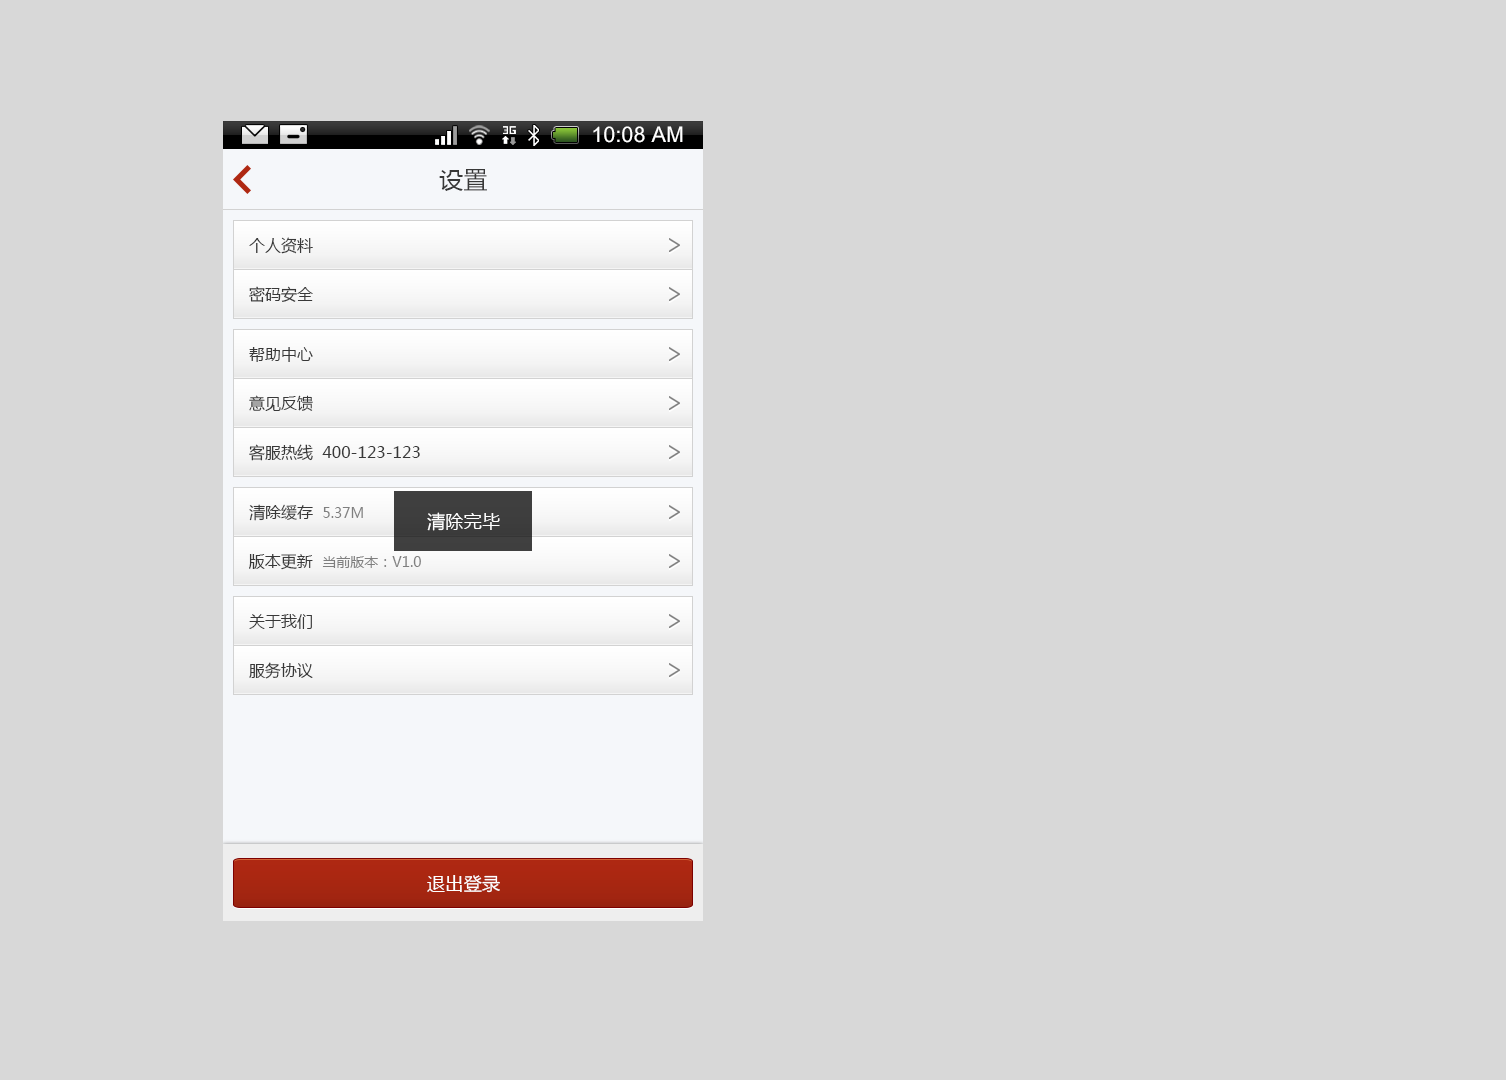 3G 10:08 AM
设置
个人资料
密码安全
帮助中心
意见反馈
客服热线 400-123-123
清除缓存 5.37M
清除完毕
版本更新 当前版本：V1.0
关于我们
服务协议
退出登录